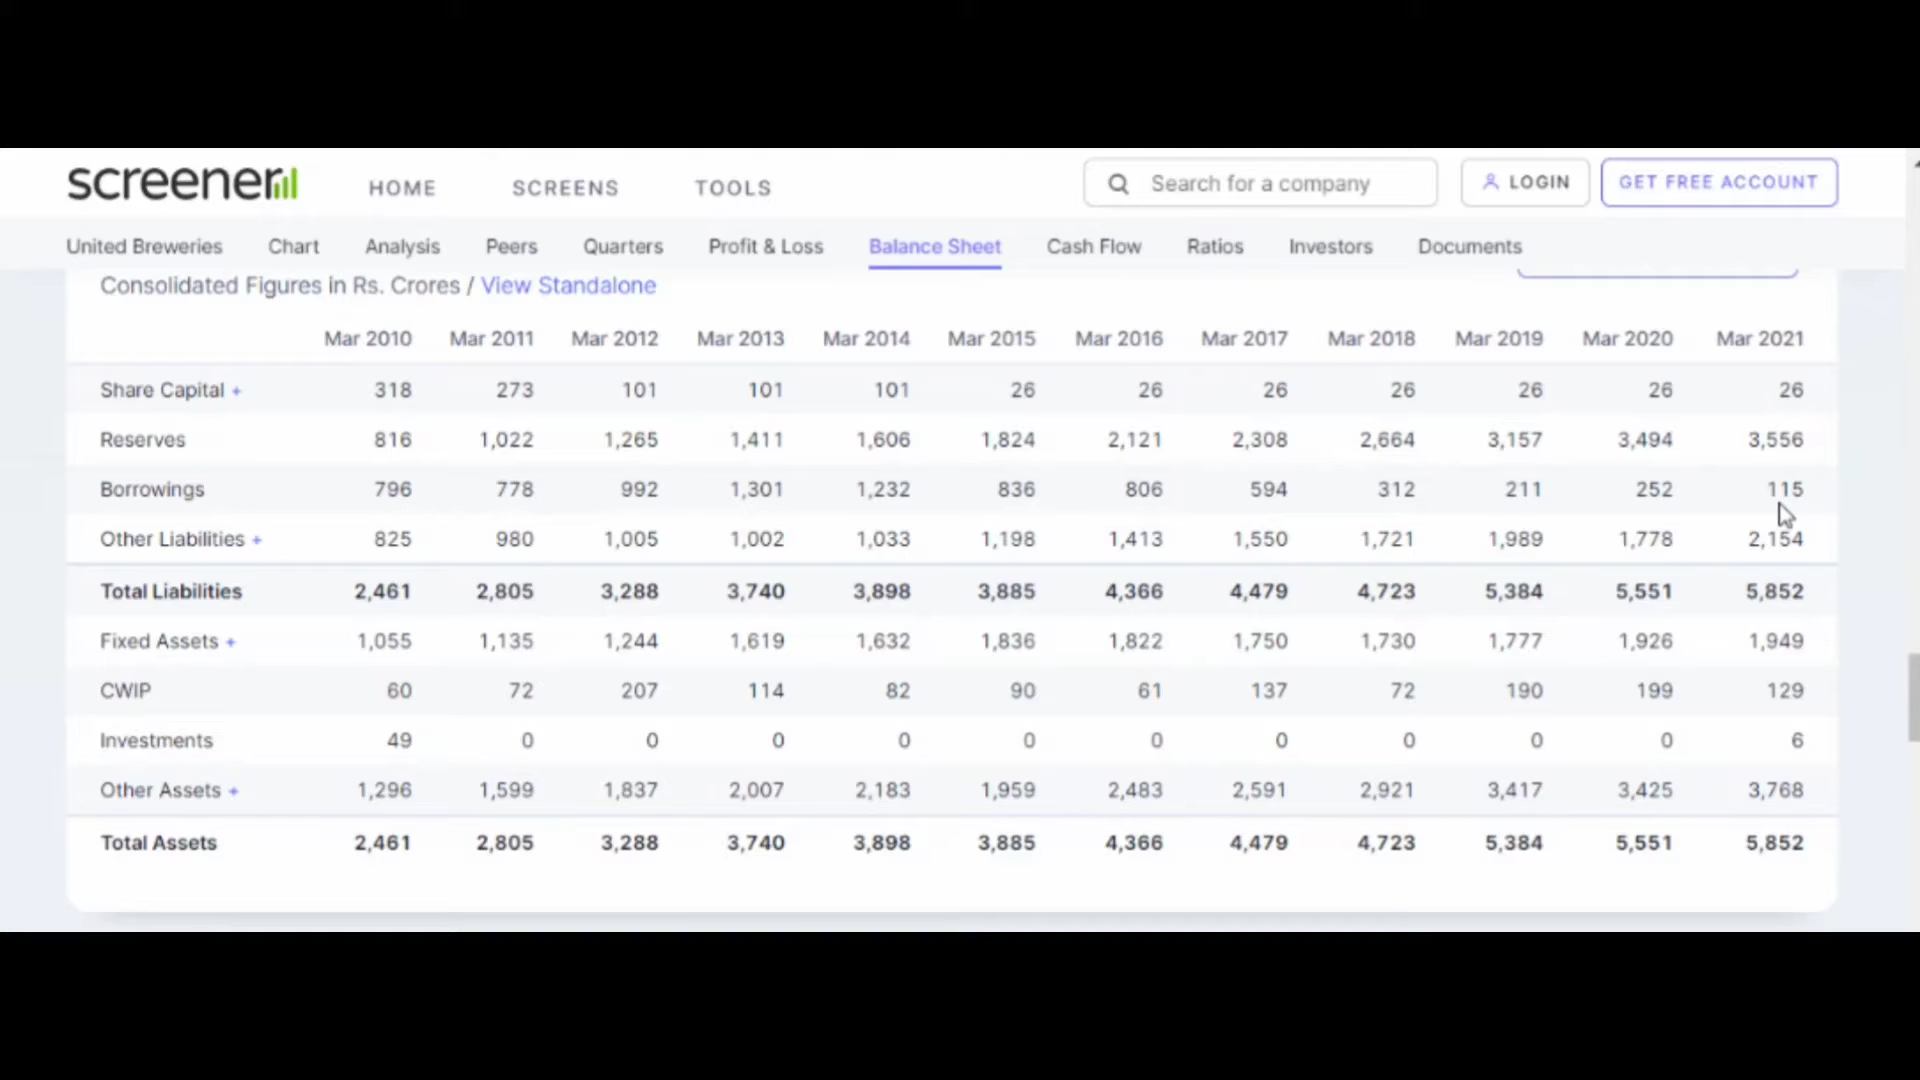 screener HOME SCREENS TOOLS Search for a company LOGIN GET FREE ACCOUNT
United Breweries Chart Analysis Peers Quarters Profit & Loss Balance Sheet Cash Flow Ratios Investors Documents
Consolidated Figures in Rs. Crores / View Standalone
Mar 2010 Mar 2011 Mar 2012 Mar 2013 Mar 2014 Mar 2015 Mar 2016 Mar 2017 Mar 2018 Mar 2019 Mar 2020 Mar 2021
Share Capital + 318 273 101 101 101 26 26 26 26 26 26 26
Reserves 816 1,022 1,265 1,411 1,606 1,824 2,121 2,308 2,664 3,157 3,494 3,556
Borrowings 796 778 992 1,301 1,232 836 806 594 312 211 252 115
Other Liabilities + 825 980 1,005 1,002 1,033 1,198 1,413 1,550 1,721 1,989 1,778 2,154
Total Liabilities 2,461 2,805 3,288 3,740 3,898 3,885 4,366 4,479 4,723 5,384 5,551 5,852
Fixed Assets + 1,055 1,135 1,244 1,619 1,632 1,836 1,822 1,750 1,730 1,777 1,926 1,949
CWIP 60 72 207 114 82 90 61 137 72 190 199 129
Investments 49 0 0 0 0 0 0 0 0 0 0 6
Other Assets + 1,296 1,599 1,837 2,007 2,183 1,959 2,483 2,591 2,921 3,417 3,425 3,768
Total Assets 2,461 2,805 3,288 3,740 3,898 3,885 4,366 4,479 4,723 5,384 5,551 5,852